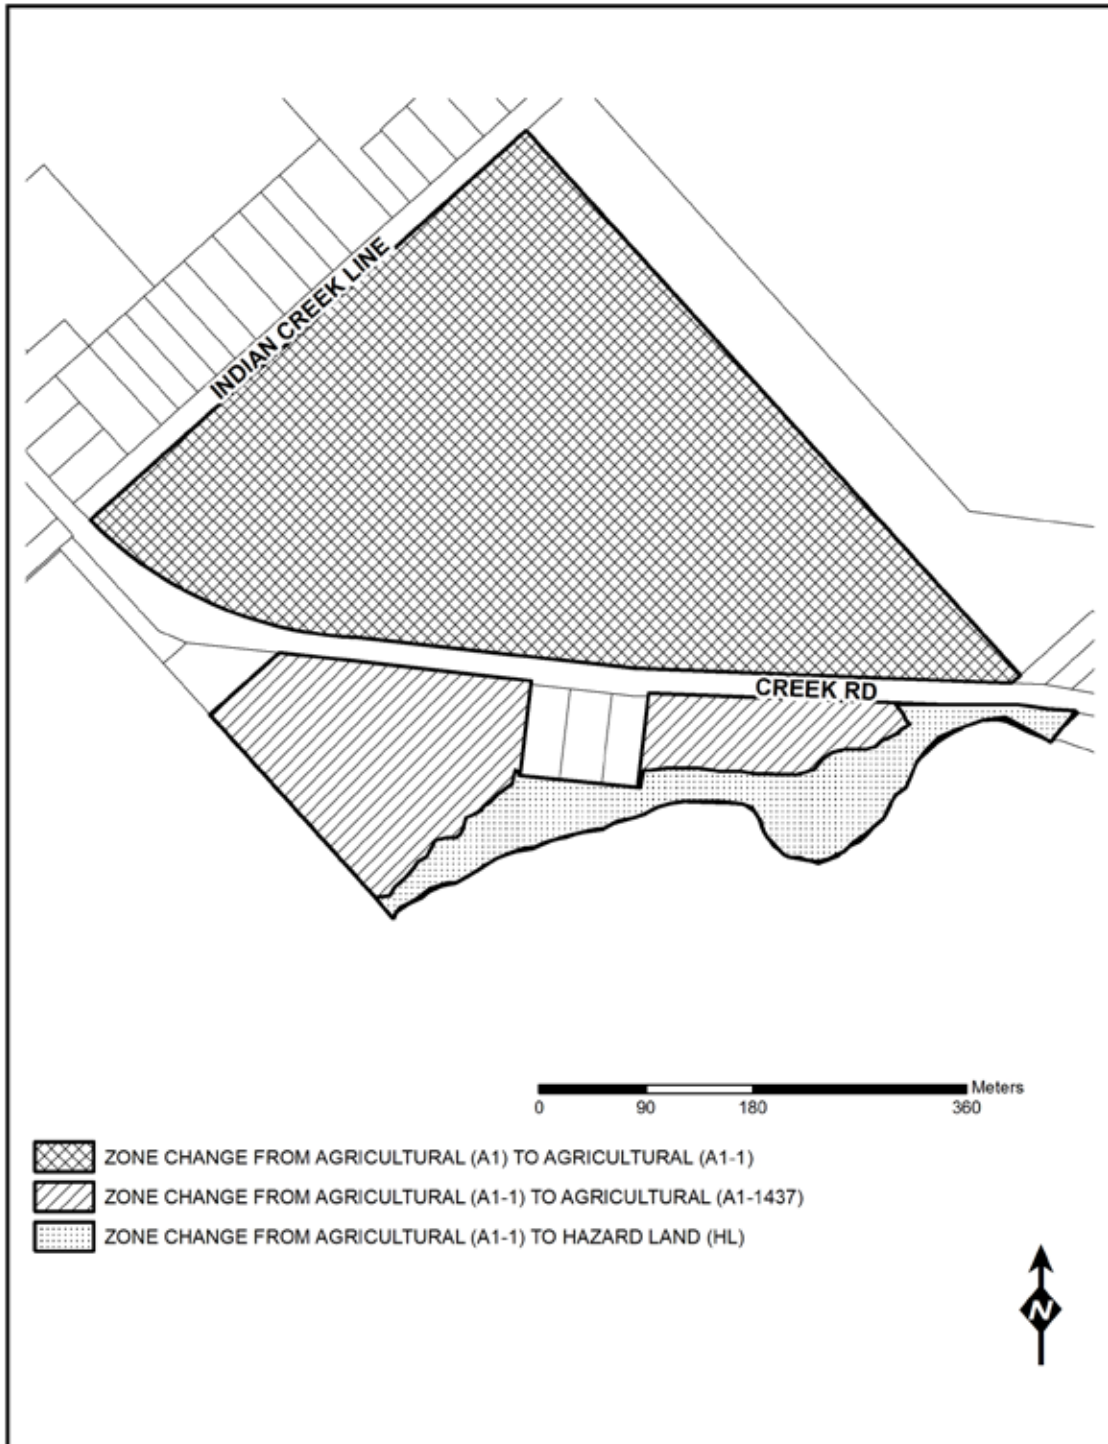 INDIAN CREEK LINE
CREEK RD
Meters
0 90 180 360
ZONE CHANGE FROM AGRICULTURAL (A1) TO AGRICULTURAL (A1-1)
ZONE CHANGE FROM AGRICULTURAL (A1-1) TO AGRICULTURAL (A1-1437)
ZONE CHANGE FROM AGRICULTURAL (A1-1) TO HAZARD LAND (HL)
N